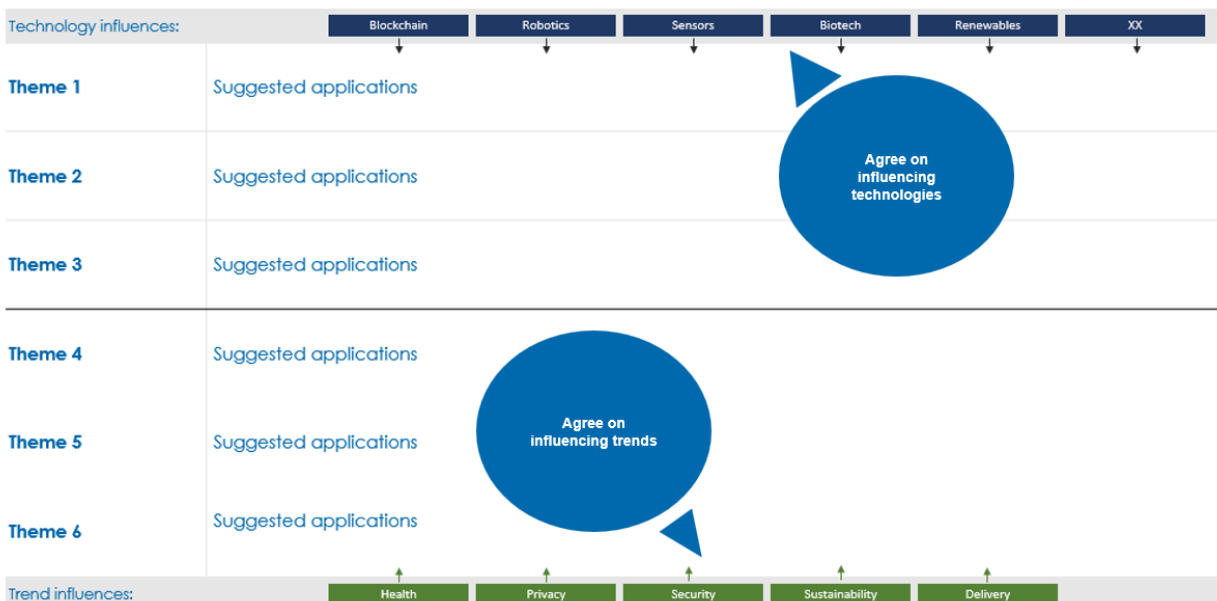 Technology influences:
Blockchain
Robotics
Sensors
Biotech
Renewables
XX
Theme 1
Suggested applications
Agree on
influencing
technologies
Theme 2
Suggested applications
Theme 3
Suggested applications
Theme 4
Suggested applications
Agree on
influencing trends
Theme 5
Suggested applications
Theme 6
Suggested applications
Trend influences:
Health
Privacy
Security
Sustainability
Delivery